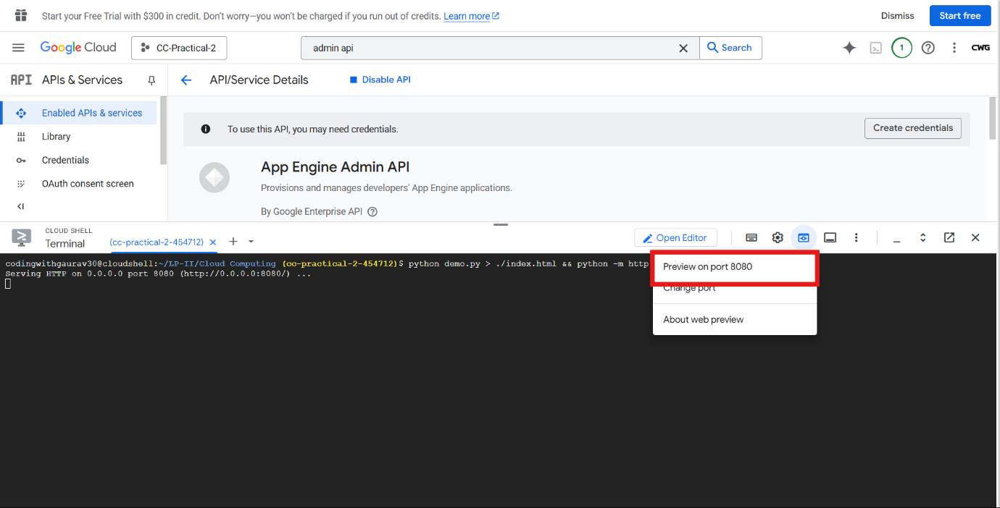 Start your Free Trial with $300 in credit. Don't worry—you won't be charged if you run out of credits. Learn more
Dismiss
Start free
Google Cloud
CC-Practical-2
admin api
Search
1
CWG
API APIs & Services
API/Service Details
Disable API
Enabled APIs & services
Library
Credentials
OAuth consent screen
To use this API, you may need credentials.
Create credentials
App Engine Admin API
Provisions and manages developers' App Engine applications.
By Google Enterprise API
CLOUD SHELL
Terminal
(cc-practical-2-454712)
Open Editor
codingwithgaurav30@cloudshell:~/LP-II/Cloud Computing (cc-practical-2-454712)$ python demo.py > ./index.html && python -m http
Serving HTTP on 0.0.0.0 port 8080 (http://0.0.0.0:8080/) ...
Preview on port 8080
Change port
About web preview